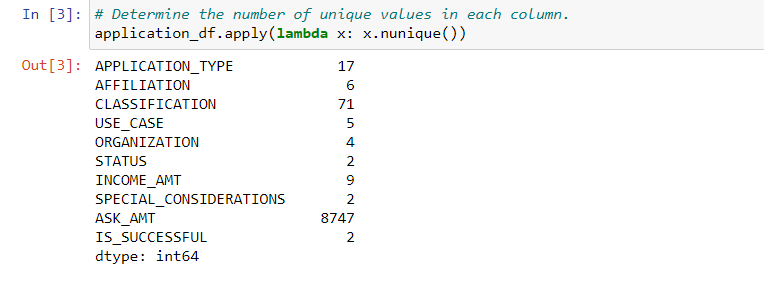 In [3]: # Determine the number of unique values in each column.
application_df.apply(lambda x: x.nunique())
Out[3]: APPLICATION_TYPE 17
AFFILIATION 6
CLASSIFICATION 71
USE_CASE 5
ORGANIZATION 4
STATUS 2
INCOME_AMT 9
SPECIAL_CONSIDERATIONS 2
ASK_AMT 8747
IS_SUCCESSFUL 2
dtype: int64